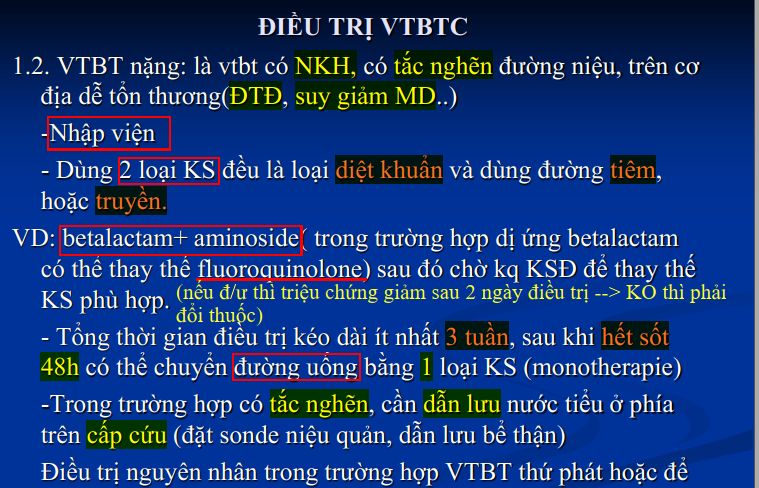 ĐIỀU TRỊ VTBTC
1.2. VTBT nặng: là vtbt có NKH, có tắc nghẽn đường niệu, trên cơ
địa dễ tổn thương(ĐTĐ, suy giảm MD..)
-Nhập viện
- Dùng 2 loại KS đều là loại diệt khuẩn và dùng đường tiêm,
hoặc truyền.
VD: betalactam+ aminoside( trong trường hợp dị ứng betalactam
có thể thay thế fluoroquinolone) sau đó chờ kq KSĐ để thay thế
KS phù hợp. (nếu đ/ư thì triệu chứng giảm sau 2 ngày điều trị --> KO thì phải
đổi thuốc)
- Tổng thời gian điều trị kéo dài ít nhất 3 tuần, sau khi hết sốt
48h có thể chuyển đường uống bằng 1 loại KS (monotherapie)
-Trong trường hợp có tắc nghẽn, cần dẫn lưu nước tiểu ở phía
trên cấp cứu (đặt sonde niệu quản, dẫn lưu bể thận)
Điều trị nguyên nhân trong trường hợp VTBT thứ phát hoặc để